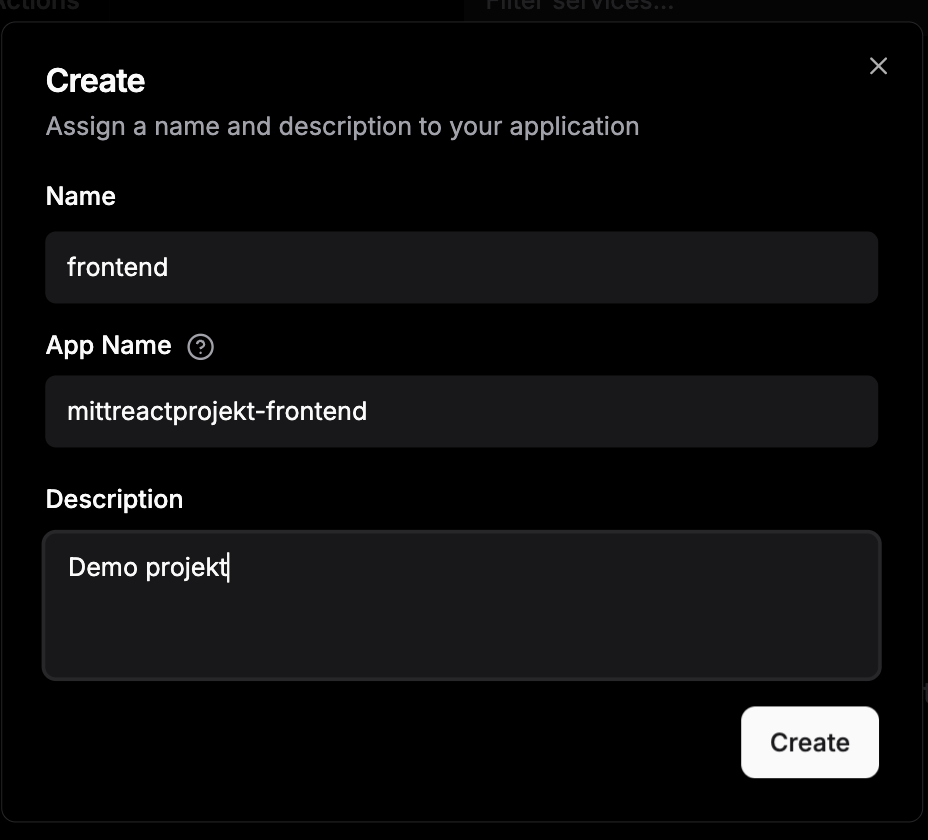 Actions
Filter services...
Create
Assign a name and description to your application
Name
frontend
App Name
mittreactprojekt-frontend
Description
Demo projekt
Create